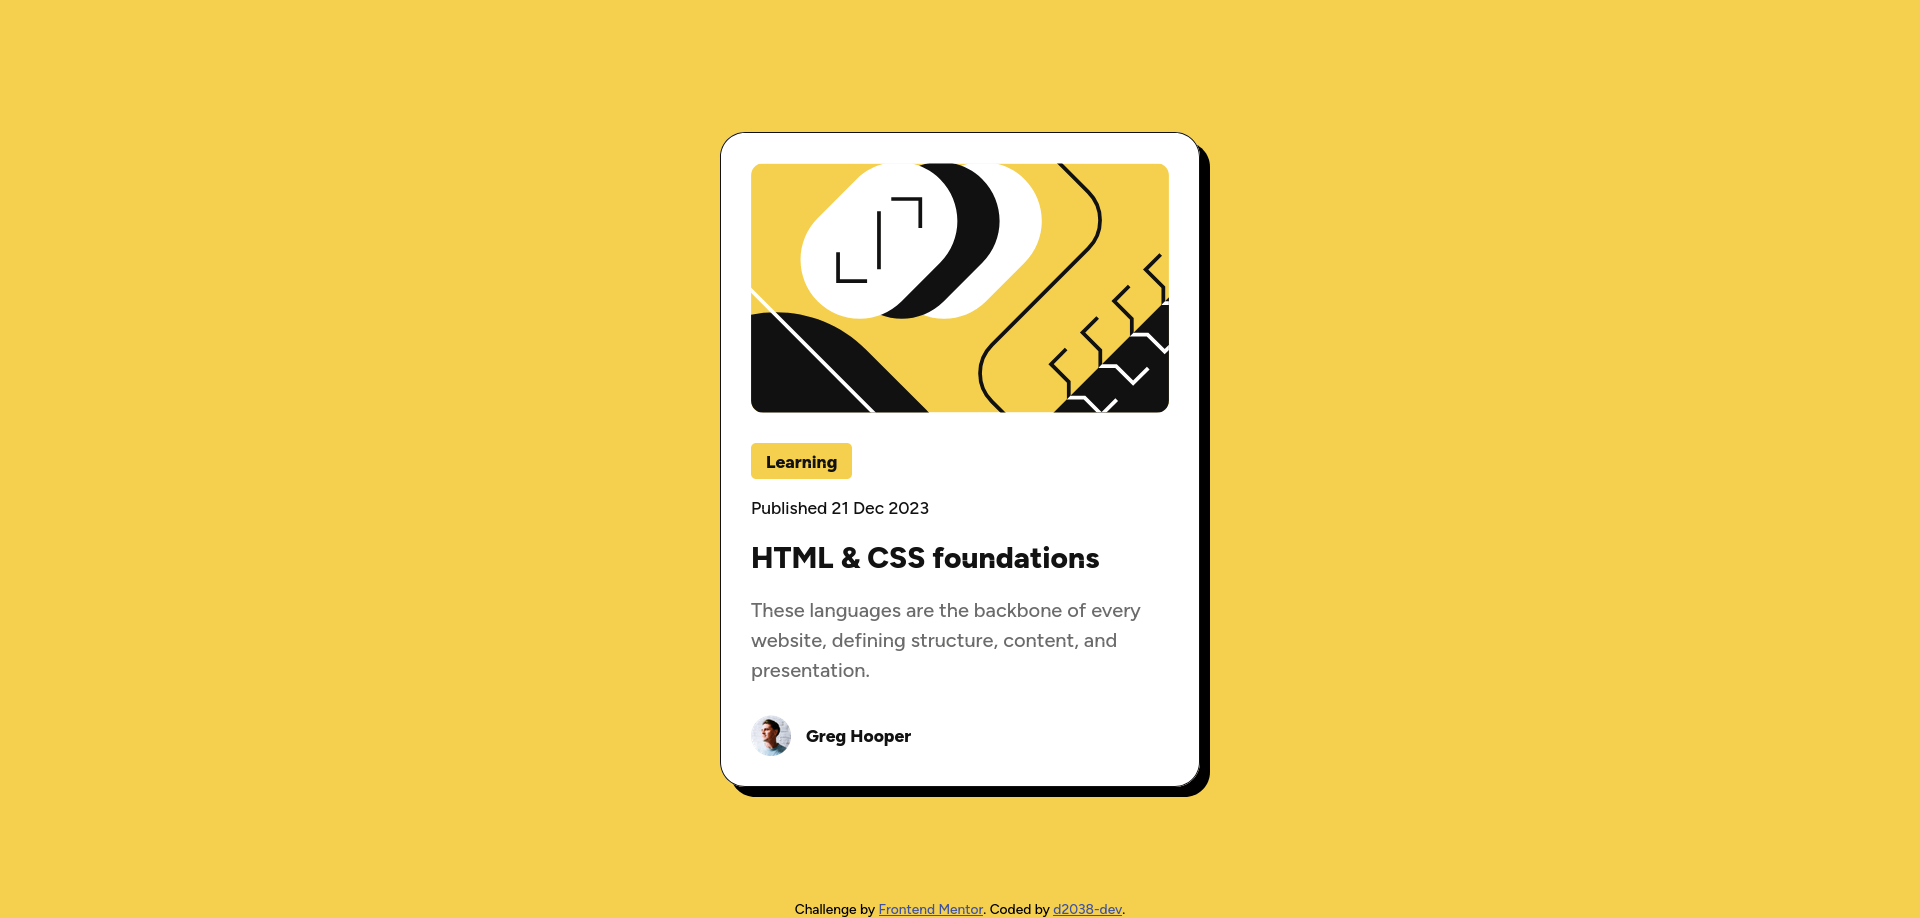 Learning
Published 21 Dec 2023
HTML & CSS foundations
These languages are the backbone of every
website, defining structure, content, and
presentation.
Greg Hooper
Challenge by Frontend Mentor. Coded by d2038-dev.